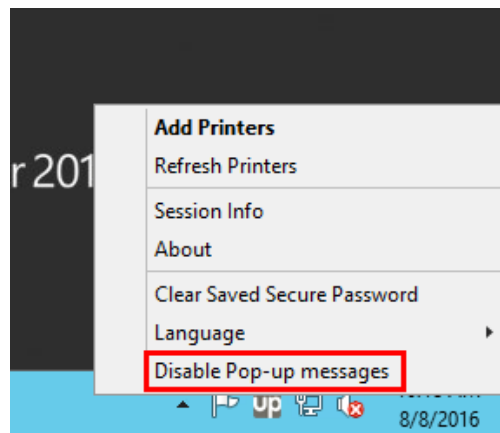 Add Printers
r 201
Refresh Printers
Session Info
About
Clear Saved Secure Password
Language
Disable Pop-up messages
up
8/8/2016